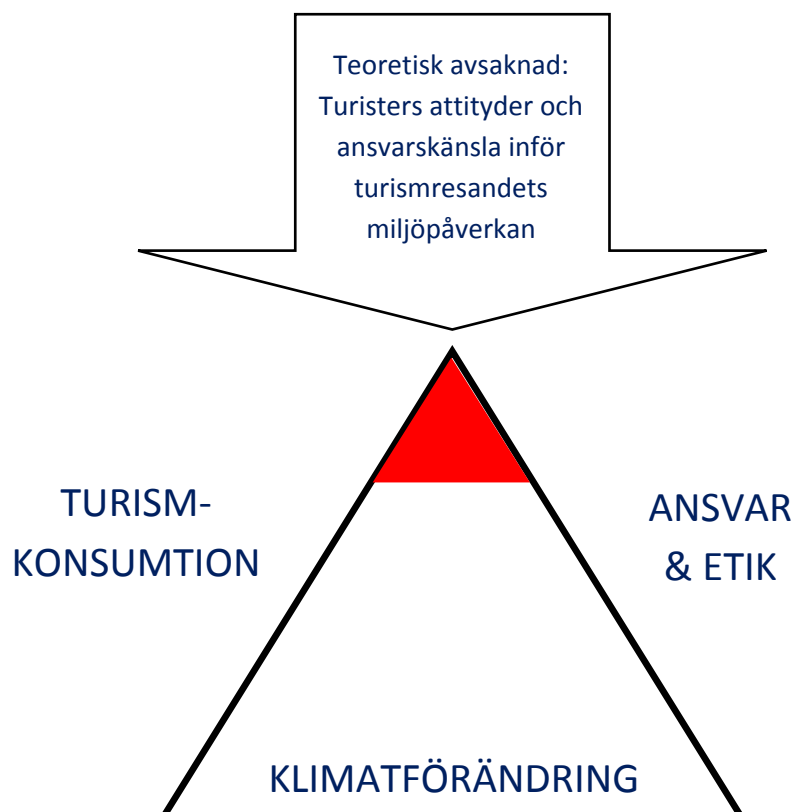 Teoretisk avsaknad:
Turisters attityder och
ansvarskänsla inför
turismresandets
miljöpåverkan
TURISM-
KONSUMTION
ANSVAR
& ETIK
KLIMATFÖRÄNDRING